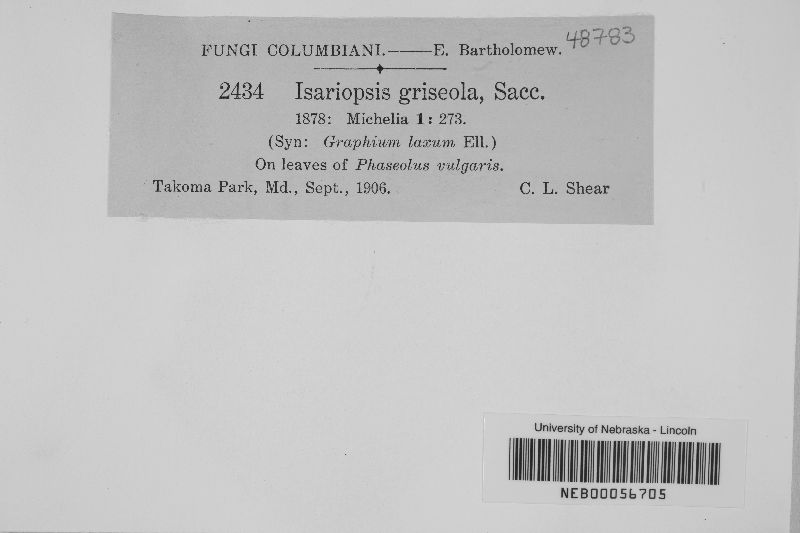 FUNGI COLUMBIANI.——E. Bartholomew. 48783
2434 Isariopsis griseola, Sacc.
1878: Michelia 1: 273.
(Syn: Graphium laxum Ell.)
On leaves of Phaseolus vulgaris.
Takoma Park, Md., Sept., 1906. C. L. Shear
University of Nebraska - Lincoln
NEB00056705